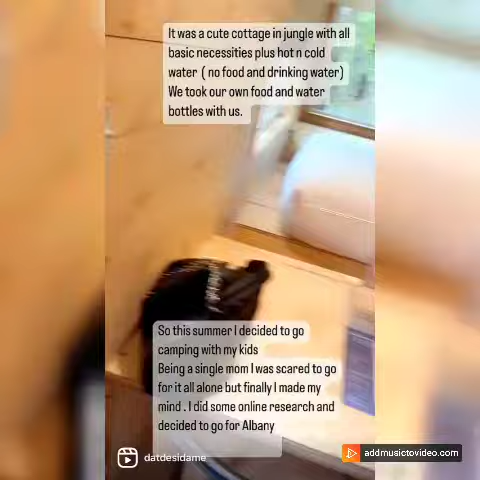 It was a cute cottage in jungle with all
basic necessities plus hot n cold
water ( no food and drinking water)
We took our own food and water
bottles with us.
So this summer I decided to go
camping with my kids
Being a single mom I was scared to go
for it all alone but finally I made my
mind . I did some online research and
decided to go for Albany
datdesidame
addmusictovideo.com